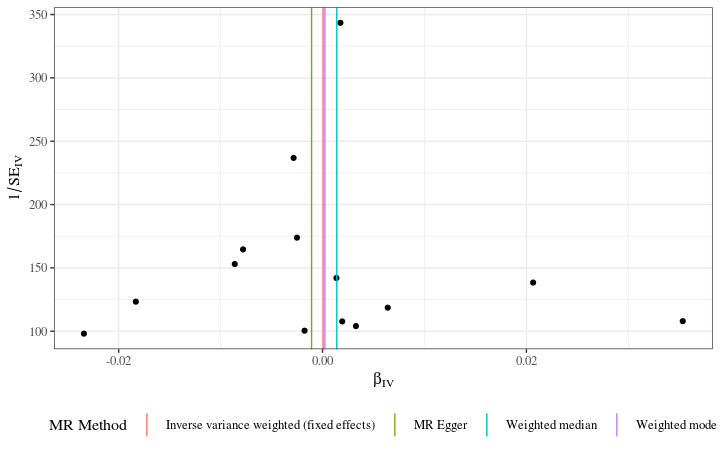 350
300
250
200
150
100
1/SE_IV
-0.02 0.00 0.02
β_IV
MR Method Inverse variance weighted (fixed effects) MR Egger Weighted median Weighted mode